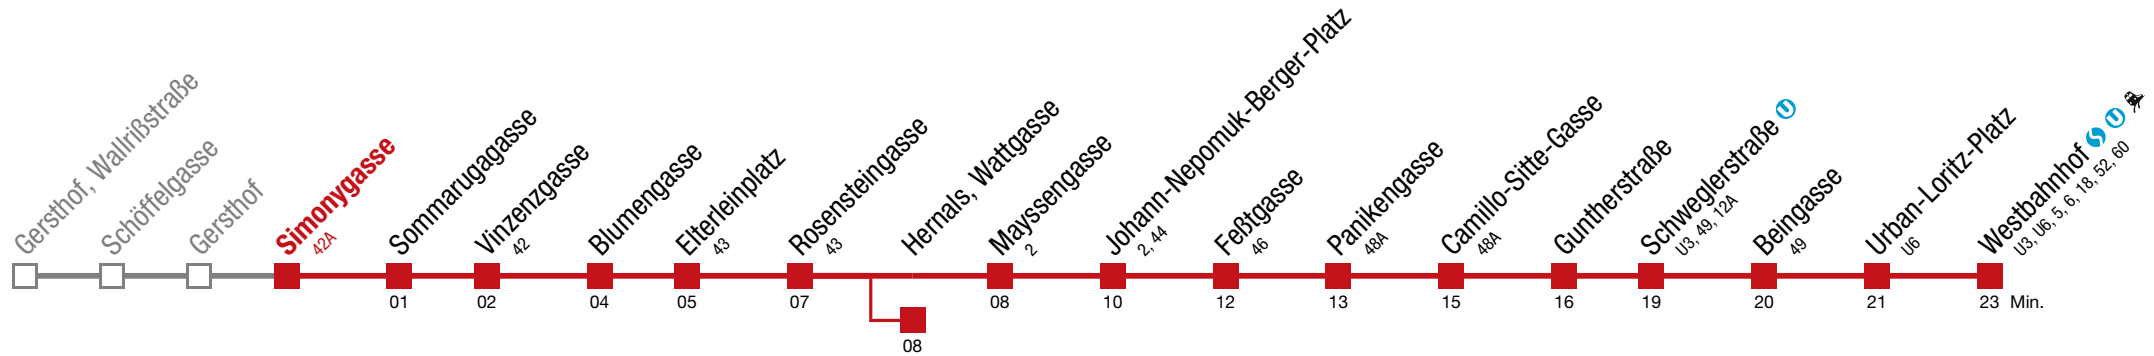 Gersthof, Wallrißstraße
Schöffelgasse
Gersthof
Simonygasse
42A
Sommarugagasse
01
Vinzenzgasse
42
02
Blumengasse
04
Elterleinplatz
43
05
Rosensteingasse
43
07
Hernals, Wattgasse
08
Mayssengasse
2
08
Johann-Nepomuk-Berger-Platz
2, 44
10
Feßtgasse
46
12
Panikengasse
48A
13
Camillo-Sitte-Gasse
48A
15
Guntherstraße
16
Schweglerstraße U
U3, 49, 12A
19
Beingasse
49
20
Urban-Loritz-Platz
U6
21
Westbahnhof S U
U3, U6, 5, 6, 18, 52, 60
23 Min.